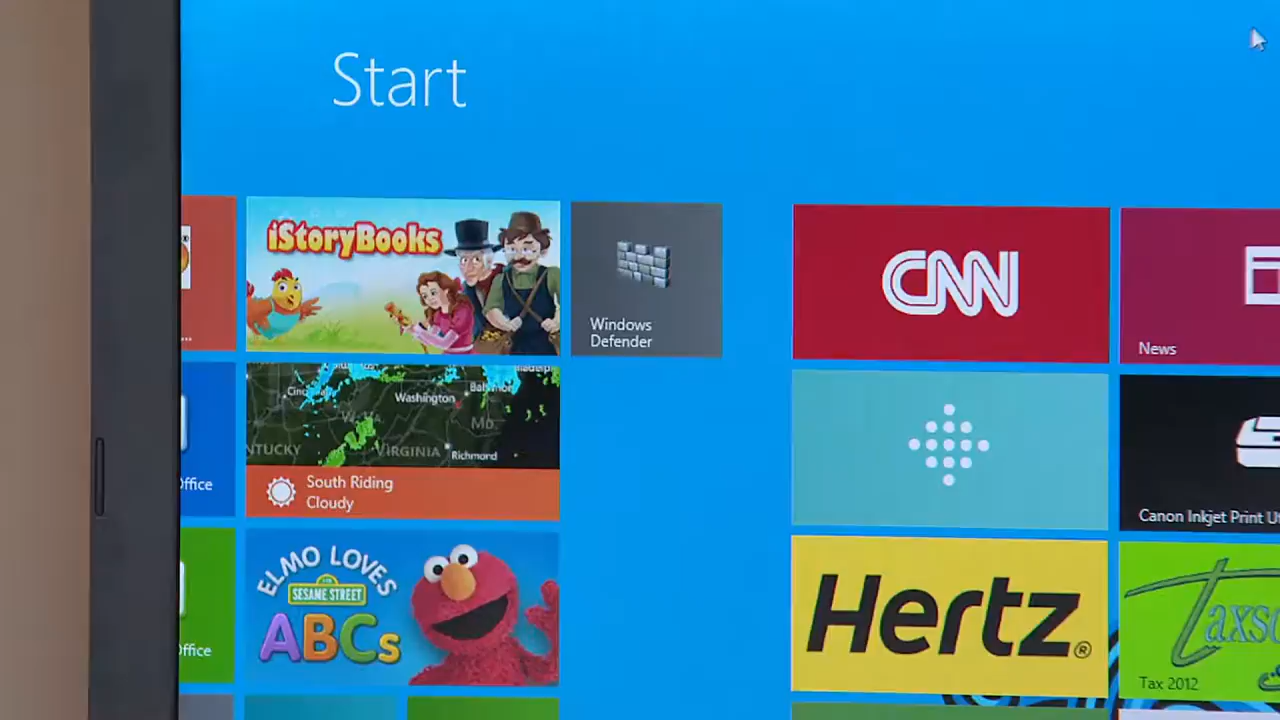 Start
iStoryBooks
Windows
Defender
CNN
News
Washington
VIRGINIA
Richmond
South Riding
Cloudy
Office
Canon Inkjet Print
ELMO LOVES
SESAME STREET
ABCs
Hertz®
Tax 2012
Office